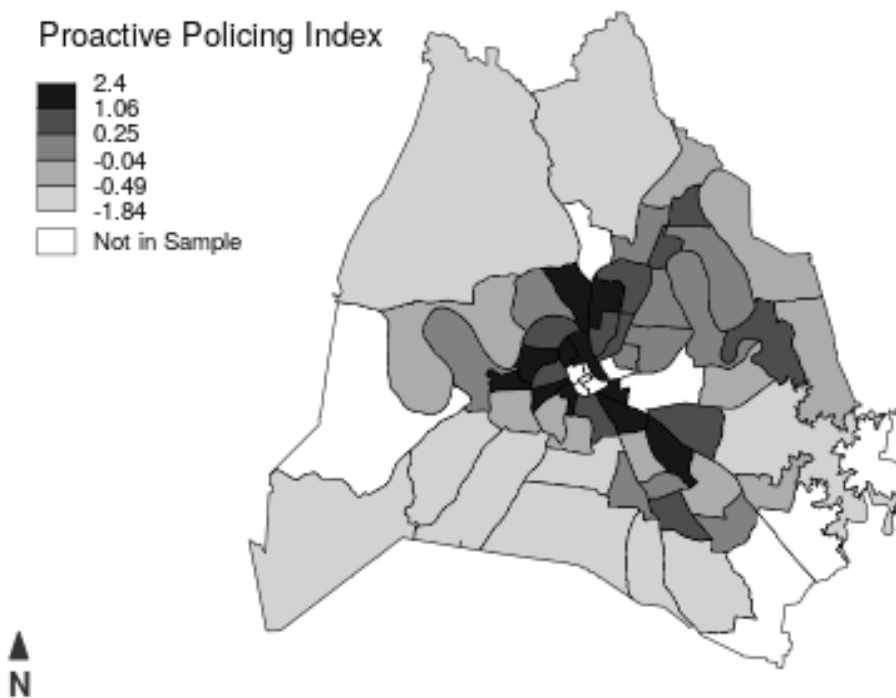 Proactive Policing Index
2.4
1.06
0.25
-0.04
-0.49
-1.84
Not in Sample
N